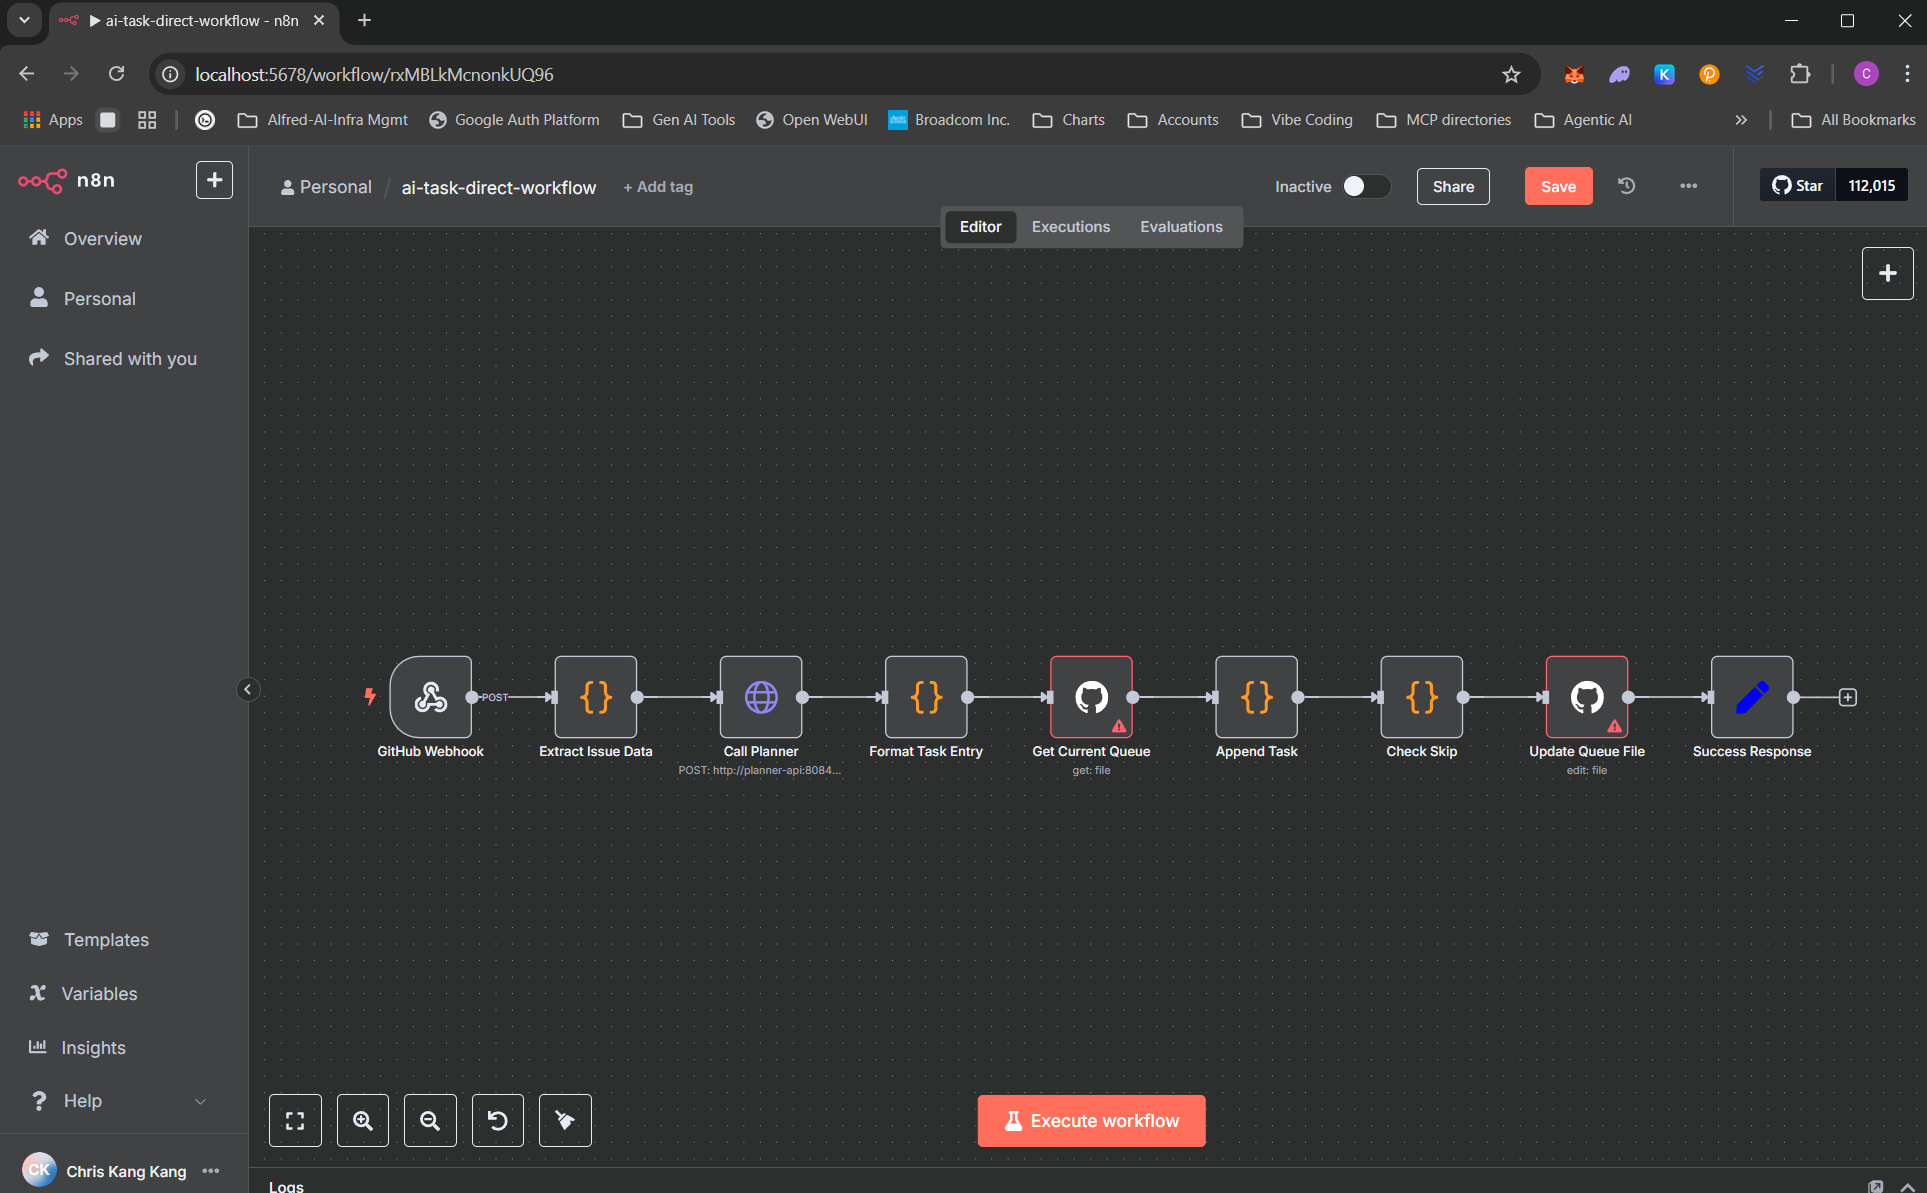 ai-task-direct-workflow - n8n
localhost:5678/workflow/rxMBLkMcnonkUQ96
K
C
Apps
Alfred-AI-Infra Mgmt
Google Auth Platform
Gen AI Tools
Open WebUI
Broadcom Inc.
Charts
Accounts
Vibe Coding
MCP directories
Agentic AI
All Bookmarks
n8n
Personal / ai-task-direct-workflow + Add tag
Inactive
Share
Save
Star 112,015
Editor Executions Evaluations
Overview
Personal
Shared with you
POST
GitHub Webhook
Extract Issue Data
Call Planner
POST: http://planner-api:8084...
Format Task Entry
Get Current Queue
get: file
Append Task
Check Skip
Update Queue File
edit: file
Success Response
Templates
Variables
Insights
Help
Execute workflow
CK Chris Kang Kang
Logs